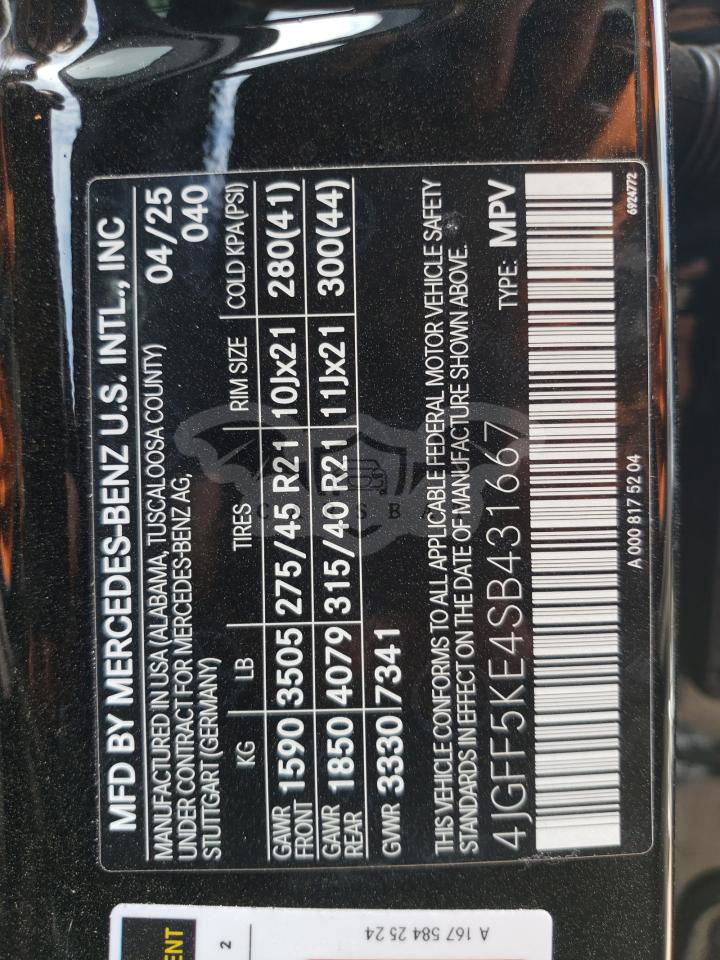 MFD BY MERCEDES-BENZ U.S. INTL., INC
MANUFACTURED IN USA (ALABAMA, TUSCALOOSA COUNTY) 04/25
UNDER CONTRACT FOR MERCEDES-BENZ AG, 040
STUTTGART (GERMANY)
KG LB TIRES RIM SIZE COLD KPA(PSI)
GAWR FRONT 1590 3505 275/45 R21 10Jx21 280(41)
GAWR REAR 1850 4079 315/40 R21 11Jx21 300(44)
GVWR 3330 7341
THIS VEHICLE CONFORMS TO ALL APPLICABLE FEDERAL MOTOR VEHICLE SAFETY
STANDARDS IN EFFECT ON THE DATE OF MANUFACTURE SHOWN ABOVE.
4JGFF5KE4SB431667 TYPE: MPV
A 000 817 52 04 6924772
ENT
2
A 167 584 25 24